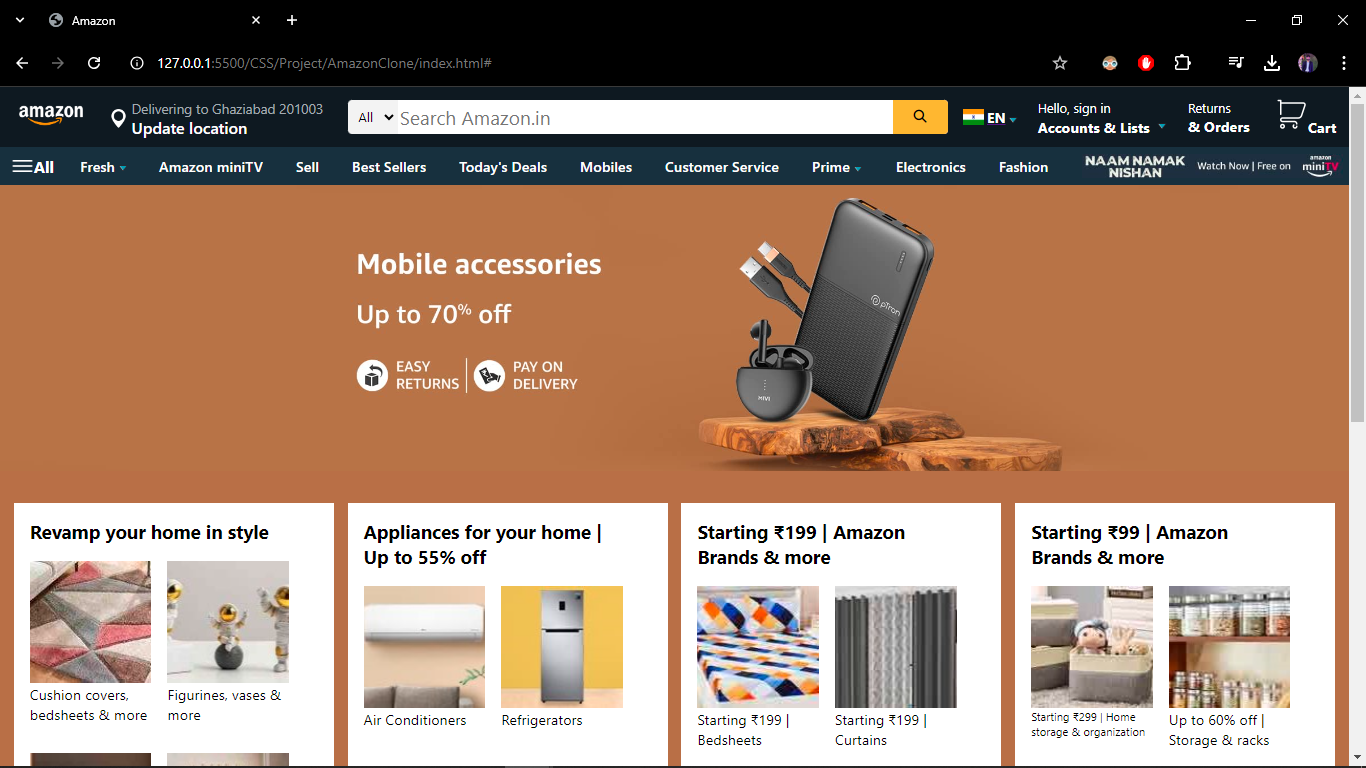 Amazon
127.0.0.1:5500/CSS/Project/AmazonClone/index.html#
amazon
Delivering to Ghaziabad 201003
Update location
All
Search Amazon.in
EN
Hello, sign in
Accounts & Lists
Returns
& Orders
Cart
All
Fresh
Amazon miniTV
Sell
Best Sellers
Today's Deals
Mobiles
Customer Service
Prime
Electronics
Fashion
NAAM NAMAK
NISHAN
Watch Now | Free on
amazon
miniTV
Mobile accessories
Up to 70% off
EASY
RETURNS
PAY ON
DELIVERY
pTron
MIVI
Revamp your home in style
Cushion covers,
bedsheets & more
Figurines, vases &
more
Appliances for your home |
Up to 55% off
Air Conditioners
Refrigerators
Starting ₹199 | Amazon
Brands & more
Starting ₹199 |
Bedsheets
Starting ₹199 |
Curtains
Starting ₹99 | Amazon
Brands & more
Starting ₹299 | Home
storage & organization
Up to 60% off |
Storage & racks